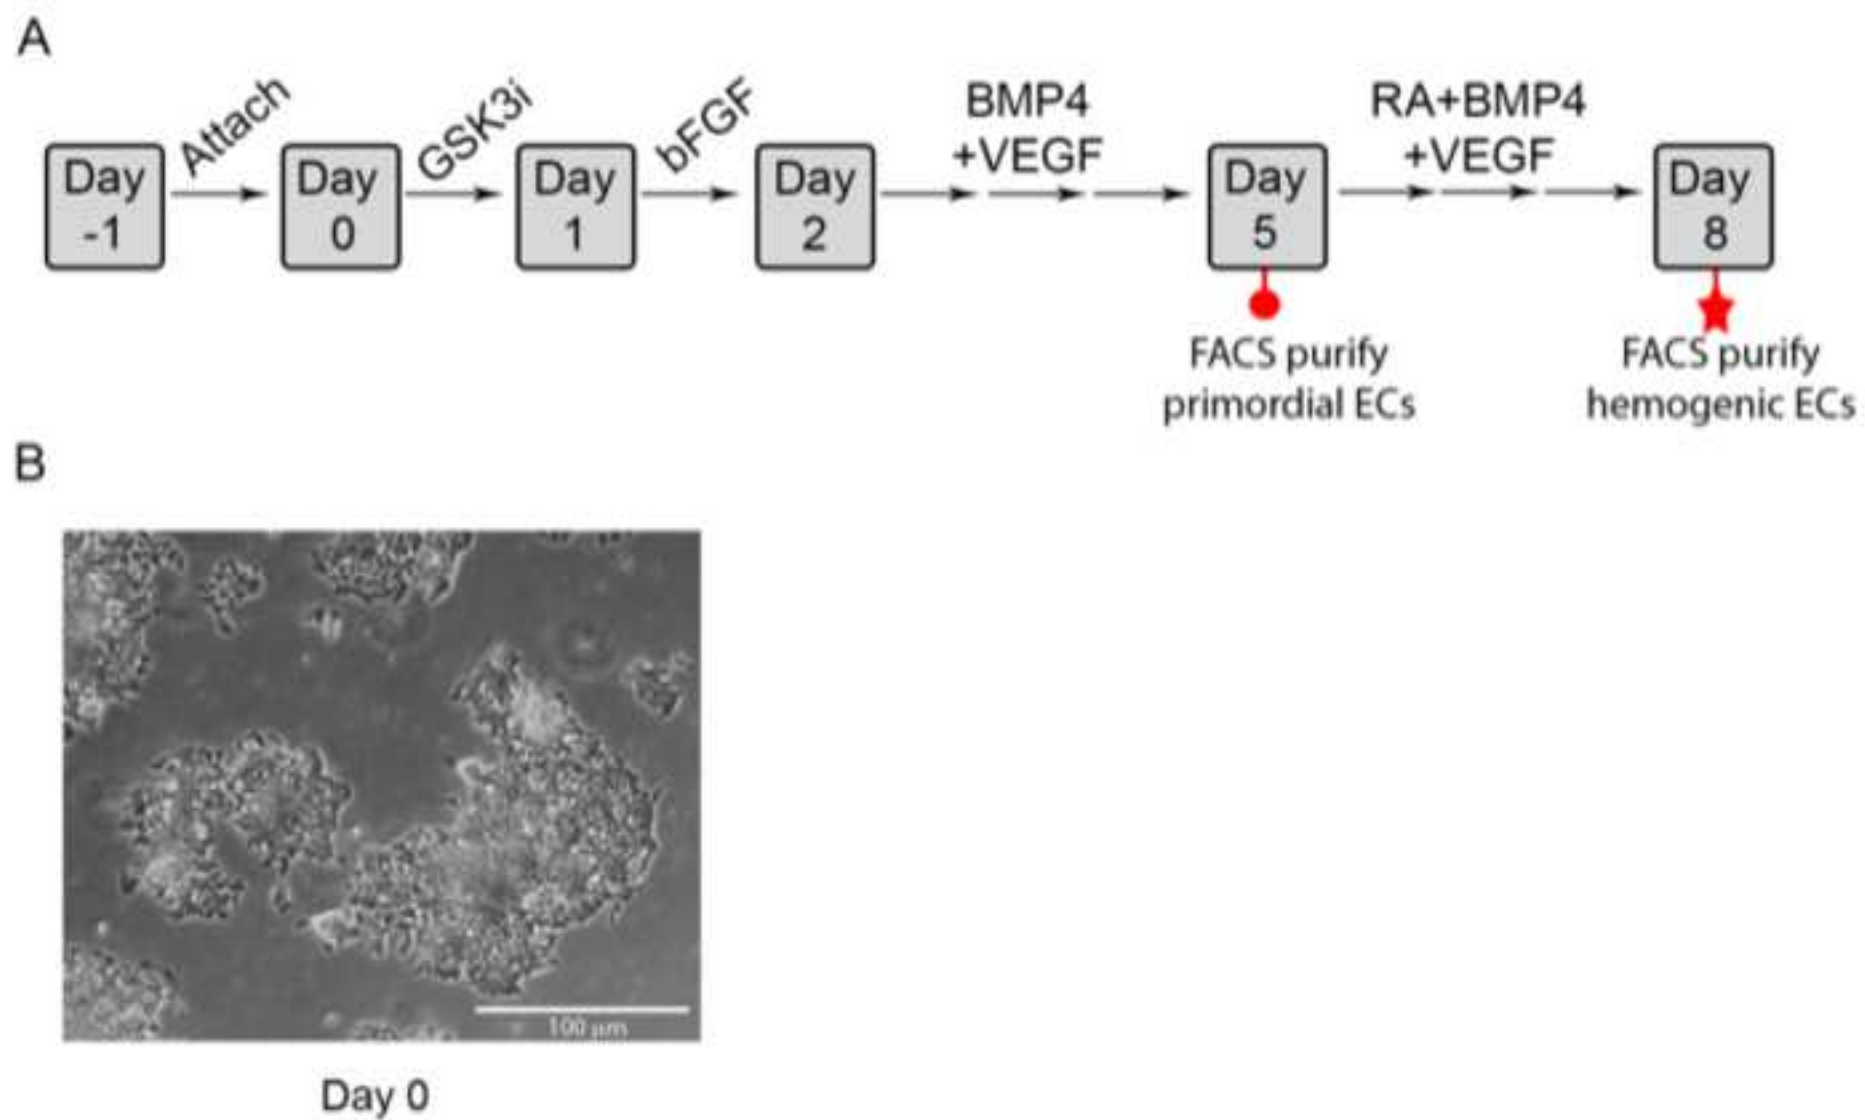 A
Attach
GSK3i
bFGF
BMP4
+VEGF
RA+BMP4
+VEGF
Day
-1
Day
0
Day
1
Day
2
Day
5
Day
8
FACS purify
primordial ECs
FACS purify
hemogenic ECs
B
100 µm
Day 0